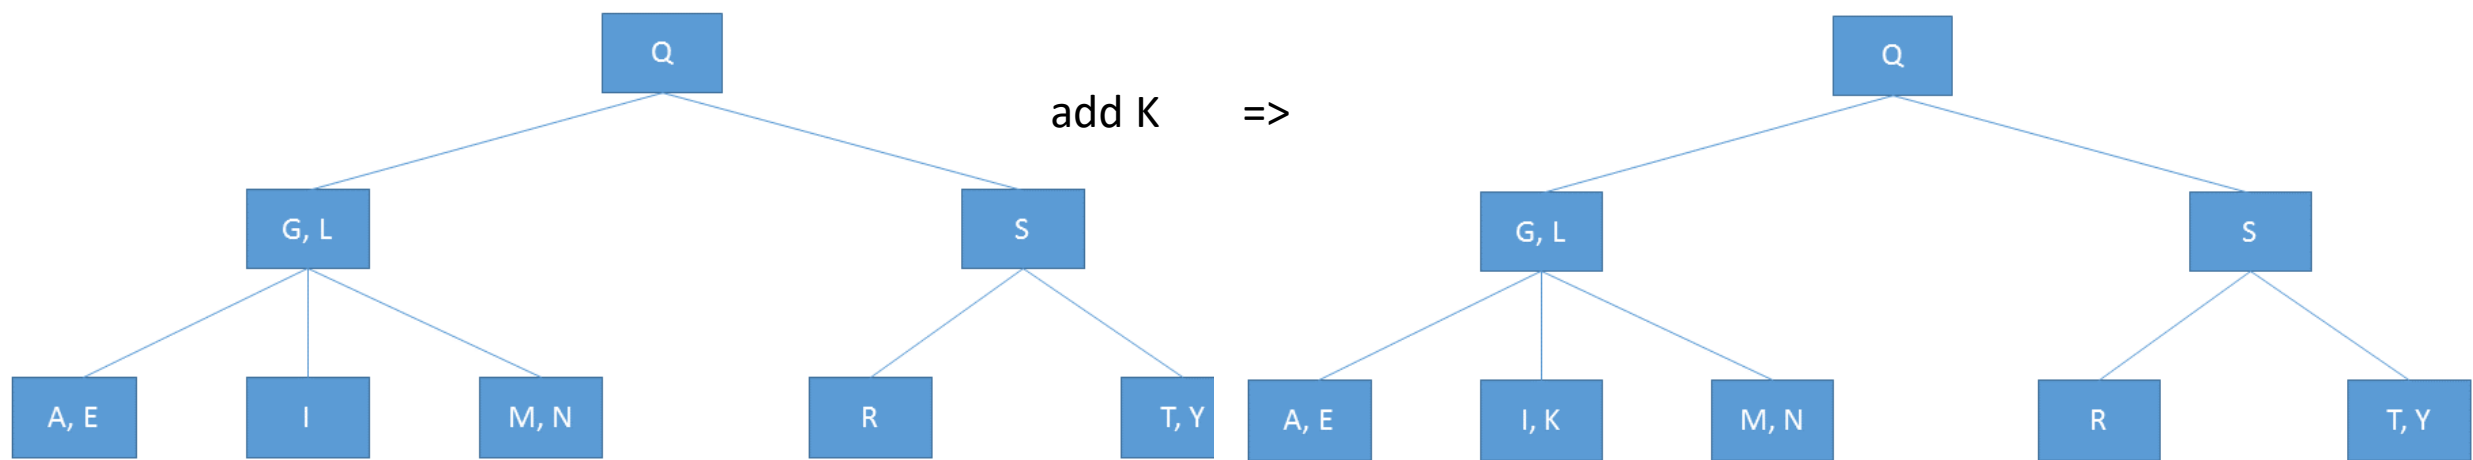 Q
add K =>
G, L
S
A, E
I
M, N
R
T, Y
Q
G, L
S
A, E
I, K
M, N
R
T, Y